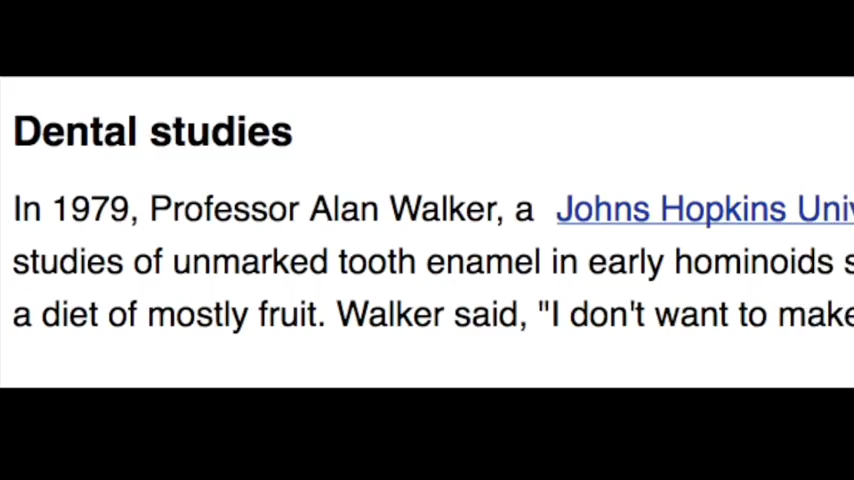 Dental studies
In 1979, Professor Alan Walker, a Johns Hopkins
studies of unmarked tooth enamel in early hominoids
a diet of mostly fruit. Walker said, "I don't want to make